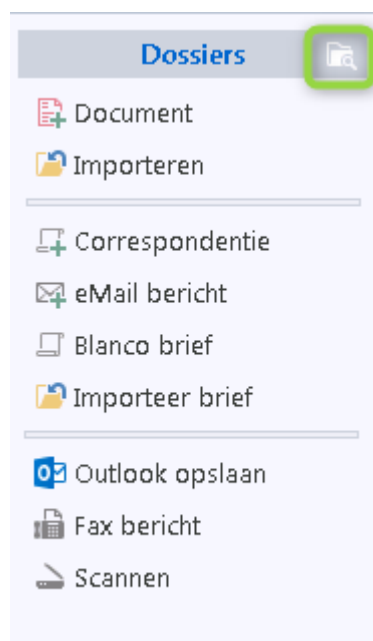 Dossiers
Document
Importeren
Correspondentie
eMail bericht
Blanco brief
Importeer brief
Outlook opslaan
Fax bericht
Scannen